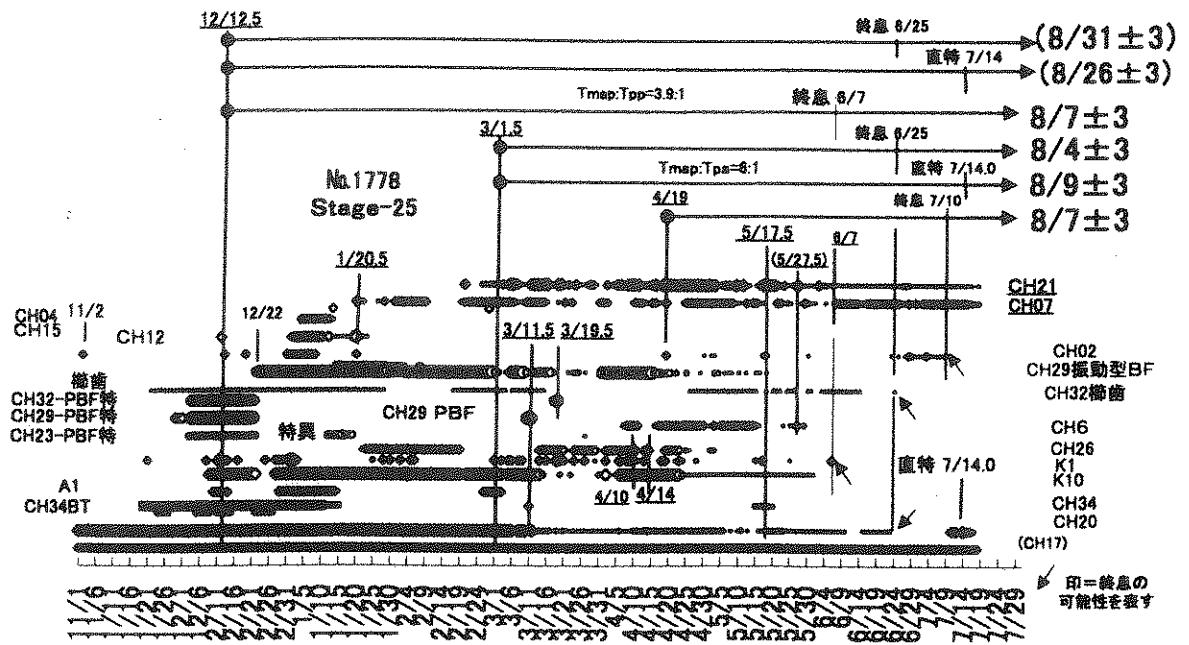 12/12.5
終息 6/25
(8/31±3)
直特 7/14
(8/26±3)
Tmap:Tpp=3.9:1
終息 6/7
8/7±3
3/1.5
終息 6/25
8/4±3
No.1778
Stage-25
Tmap:Tpa=6:1
直特 7/14.0
8/9±3
4/19
終息 7/10
8/7±3
5/17.5
6/7
(5/27.5)
1/20.5
CH21
CH07
CH04
CH15
11/2
CH12
12/22
3/11.5
3/19.5
CH02
CH29振動型BF
櫛歯
CH32櫛歯
CH32-PBF特
CH29-PBF特
CH29 PBF
CH23-PBF特
特異
CH6
CH26
K1
K10
直特 7/14.0
A1
4/10
4/14
CH34BT
CH34
CH20
(CH17)
印=終息の
可能性を表す